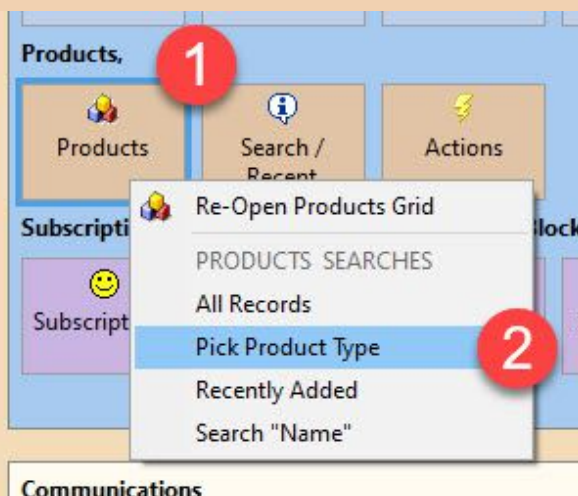 Products,
1
Products
Search /
Recent
Actions
Re-Open Products Grid
Subscripti
lock
PRODUCTS SEARCHES
All Records
Subscript
Pick Product Type
2
Recently Added
Search "Name"
Communications